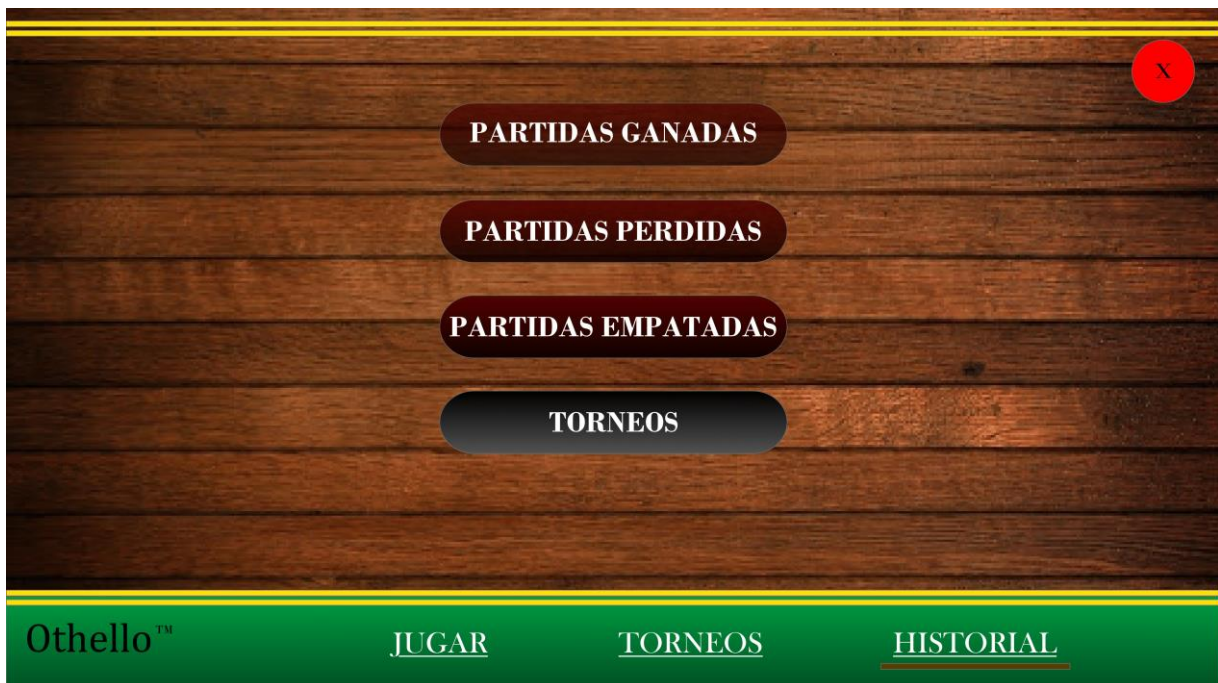 X
PARTIDAS GANADAS
PARTIDAS PERDIDAS
PARTIDAS EMPATADAS
TORNEOS
Othello™ JUGAR TORNEOS HISTORIAL